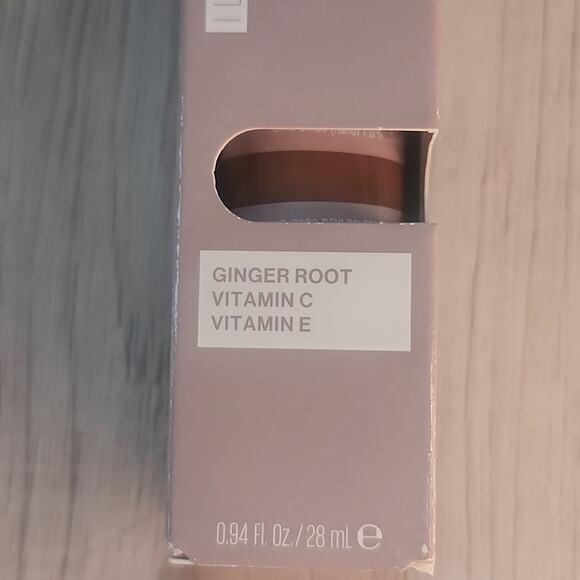 GINGER ROOT
VITAMIN C
VITAMIN E
0.94 Fl. Oz. / 28 mL ℮